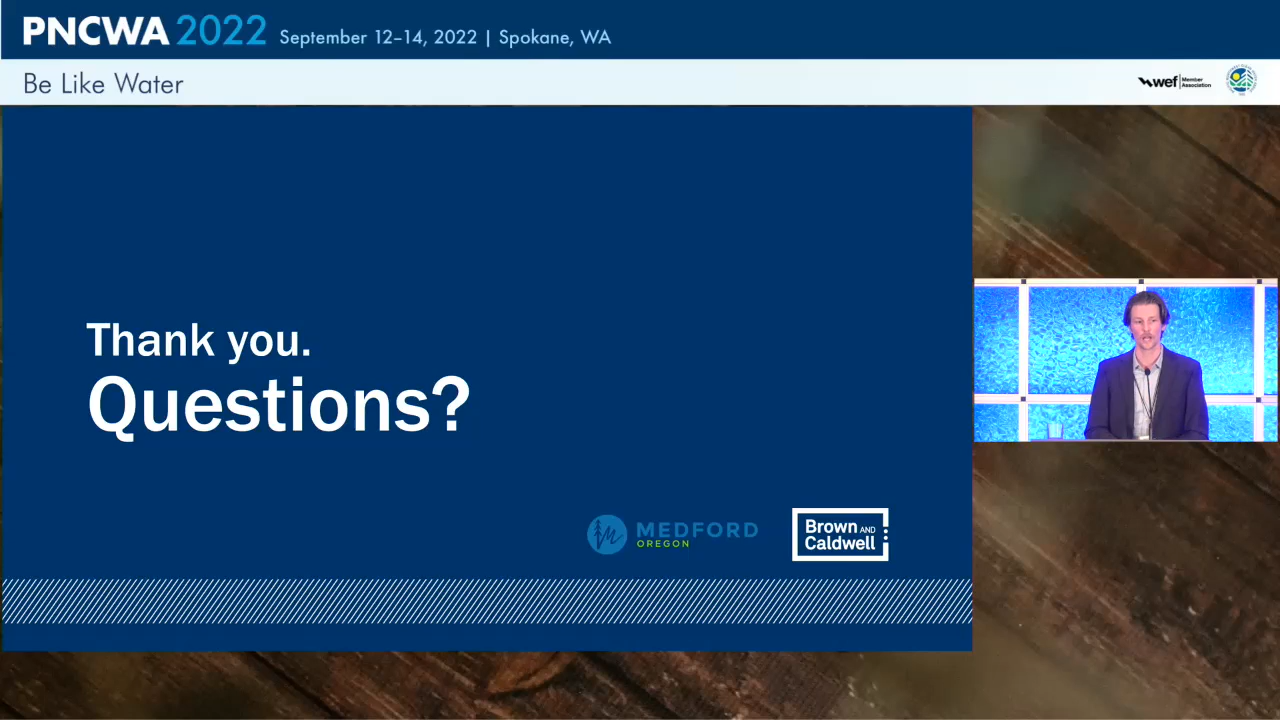 PNCWA 2022 September 12–14, 2022 | Spokane, WA
Be Like Water
wef Member Association
Thank you.
Questions?
MEDFORD
OREGON
Brown AND
Caldwell